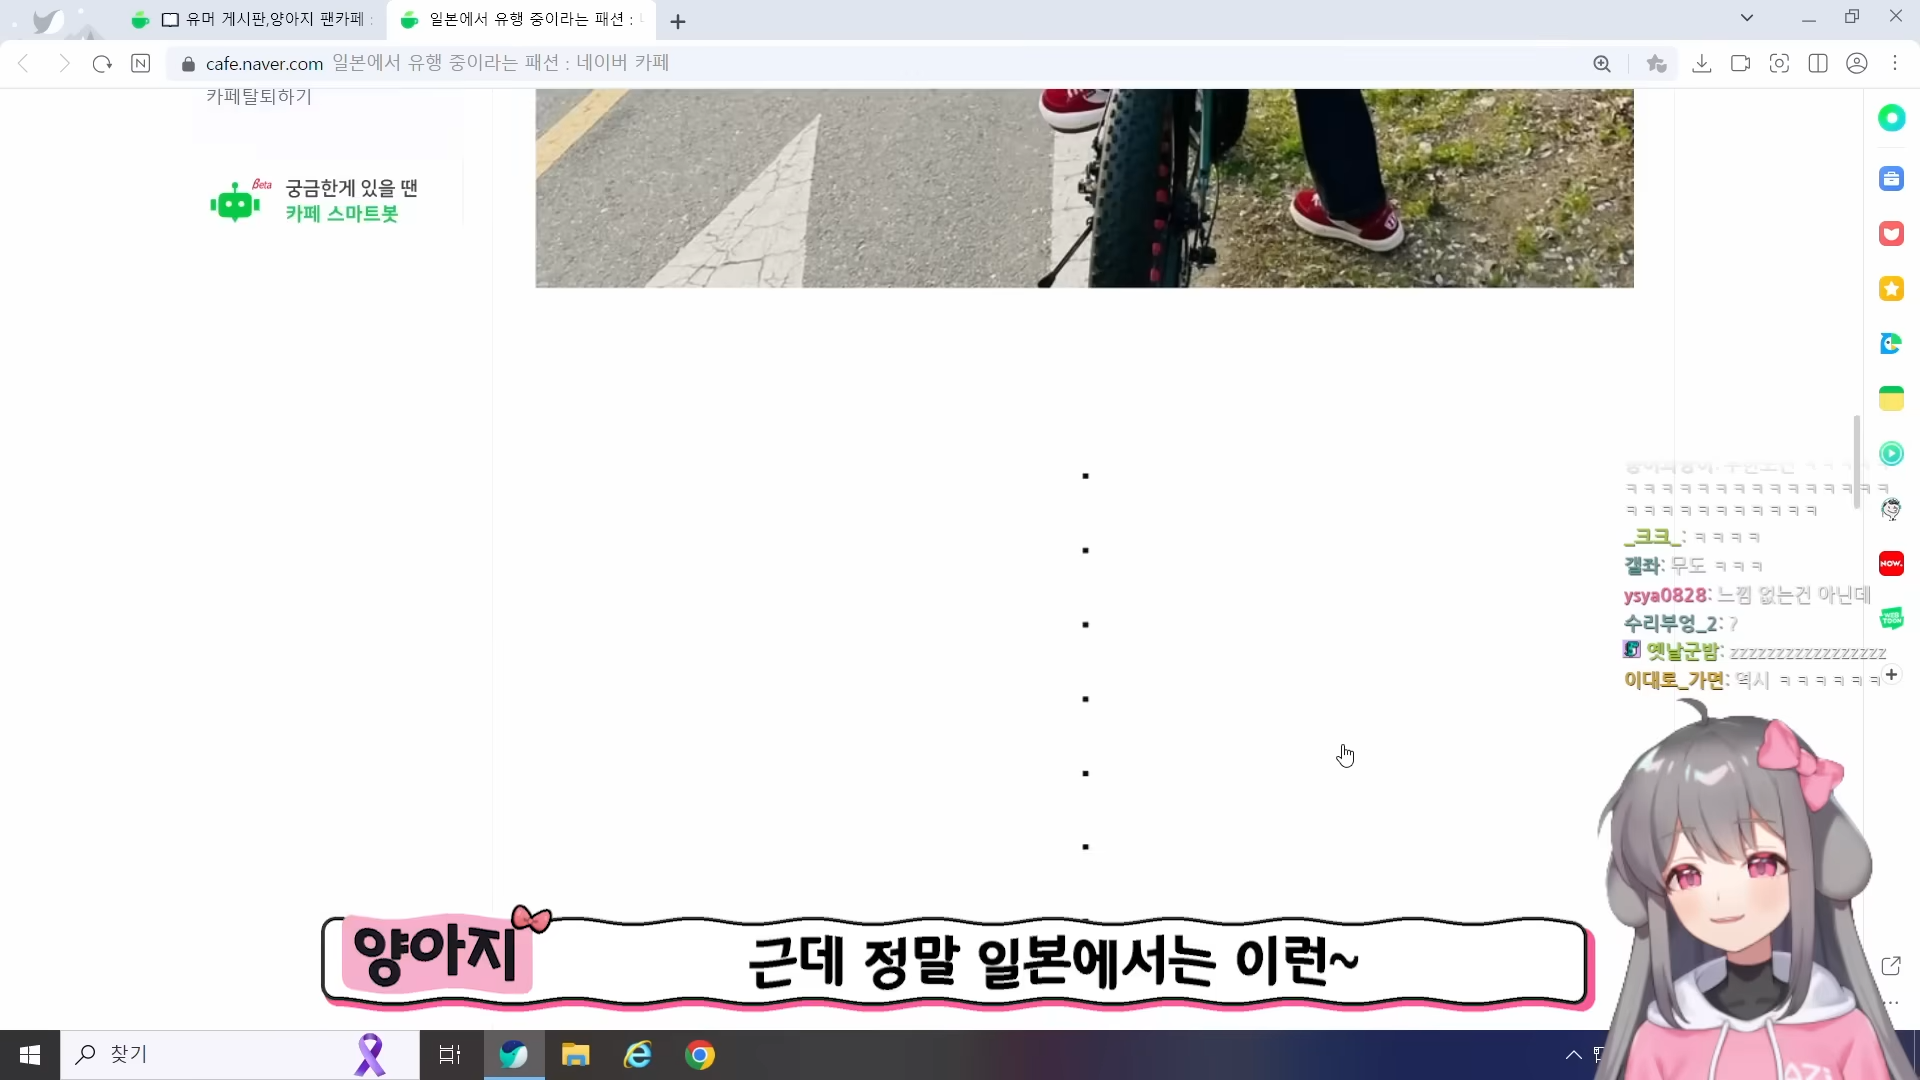 유머 게시판,양아지 팬카페 :
일본에서 유행 중이라는 패션 :
cafe.naver.com 일본에서 유행 중이라는 패션 : 네이버 카페
카페탈퇴하기
Beta
궁금한게 있을 땐
카페 스마트봇
NOW.
WEB
TOON
ㅋㅋㅋㅋㅋㅋㅋㅋㅋㅋㅋㅋㅋㅋㅋ
ㅋㅋㅋㅋㅋㅋㅋㅋㅋㅋㅋ
_크크_: ㅋㅋㅋㅋ
갤좌: 무도 ㅋㅋㅋ
ysya0828: 느낌 없는건 아닌데
수리부엉_2: ?
옛날군밤: zzzzzzzzzzzzzzzzz
이대로_가면: 역시 ㅋㅋㅋㅋㅋㅋ
양아지
근데 정말 일본에서는 이런~
찾기